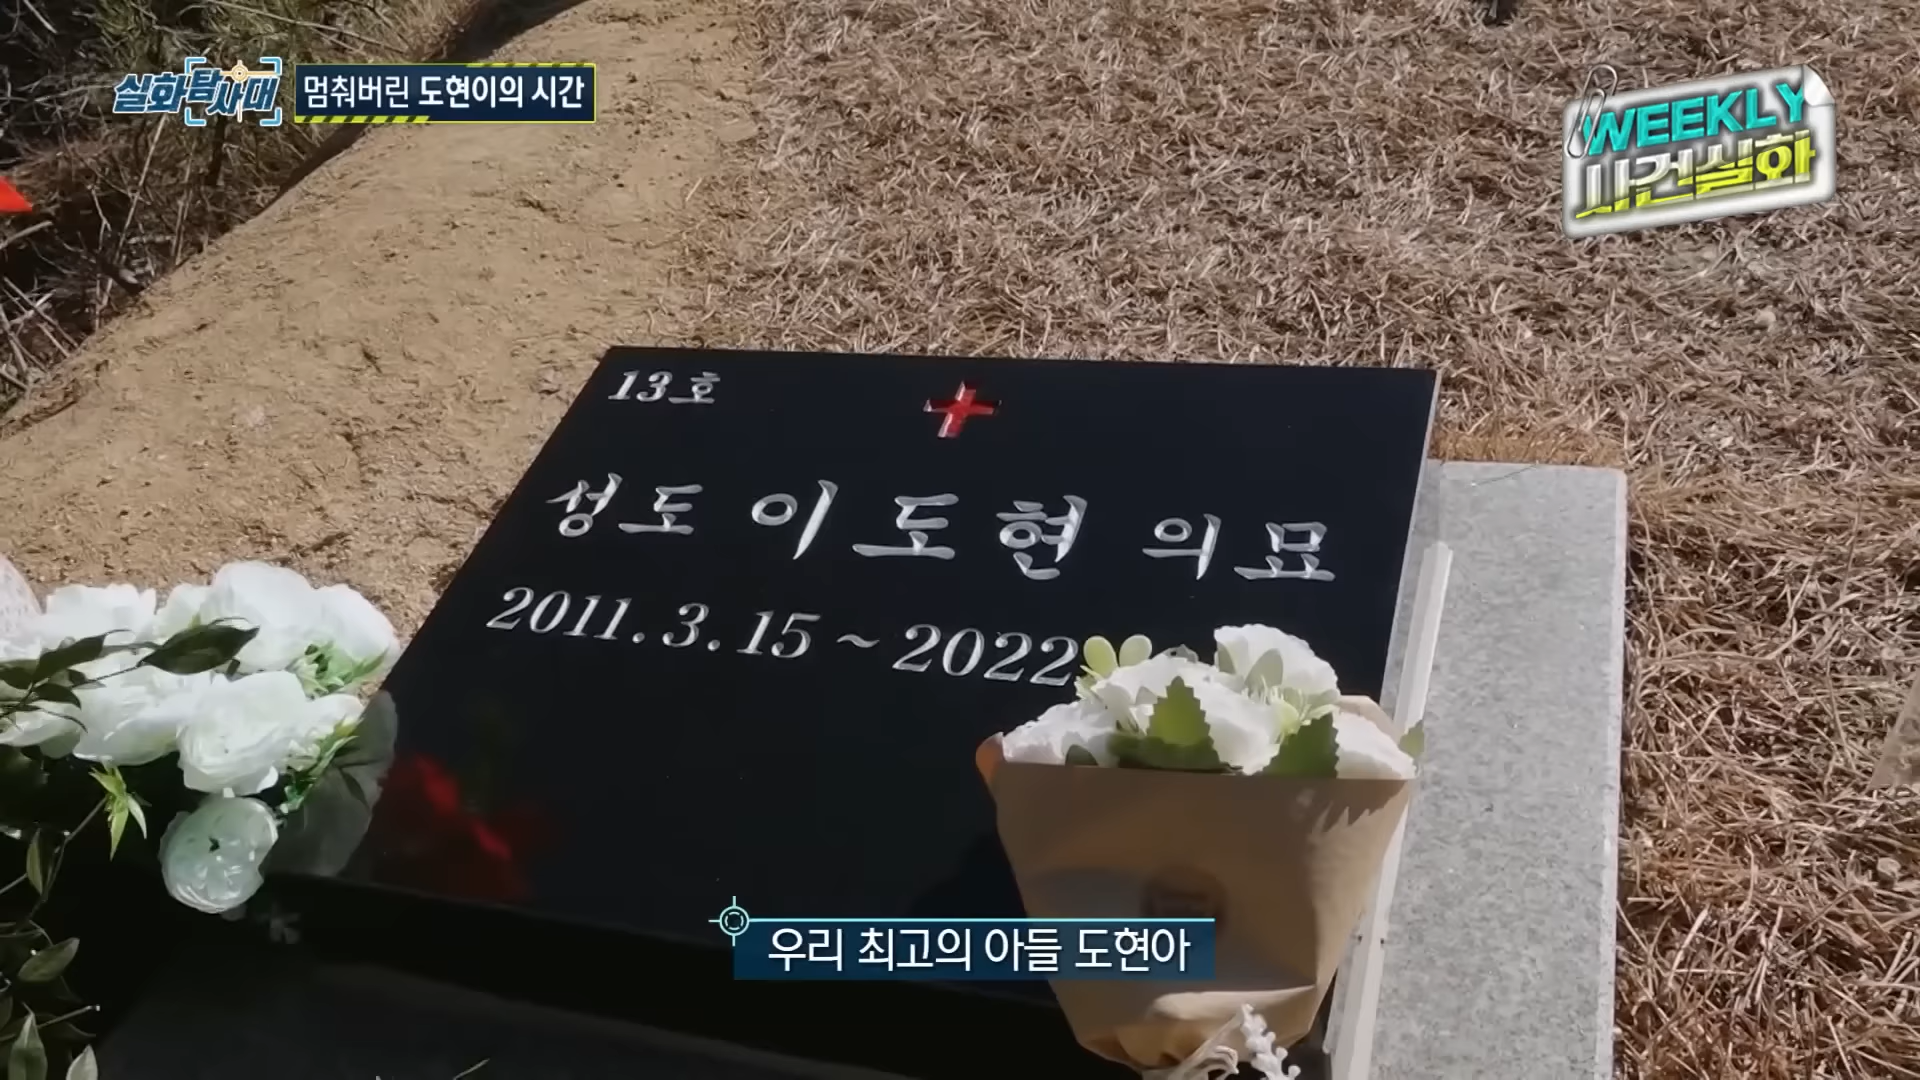 실화탐사대
멈춰버린 도현이의 시간
WEEKLY
사건실화
13호
성도 이도현 의묘
2011. 3. 15 ~ 2022
우리 최고의 아들 도현아